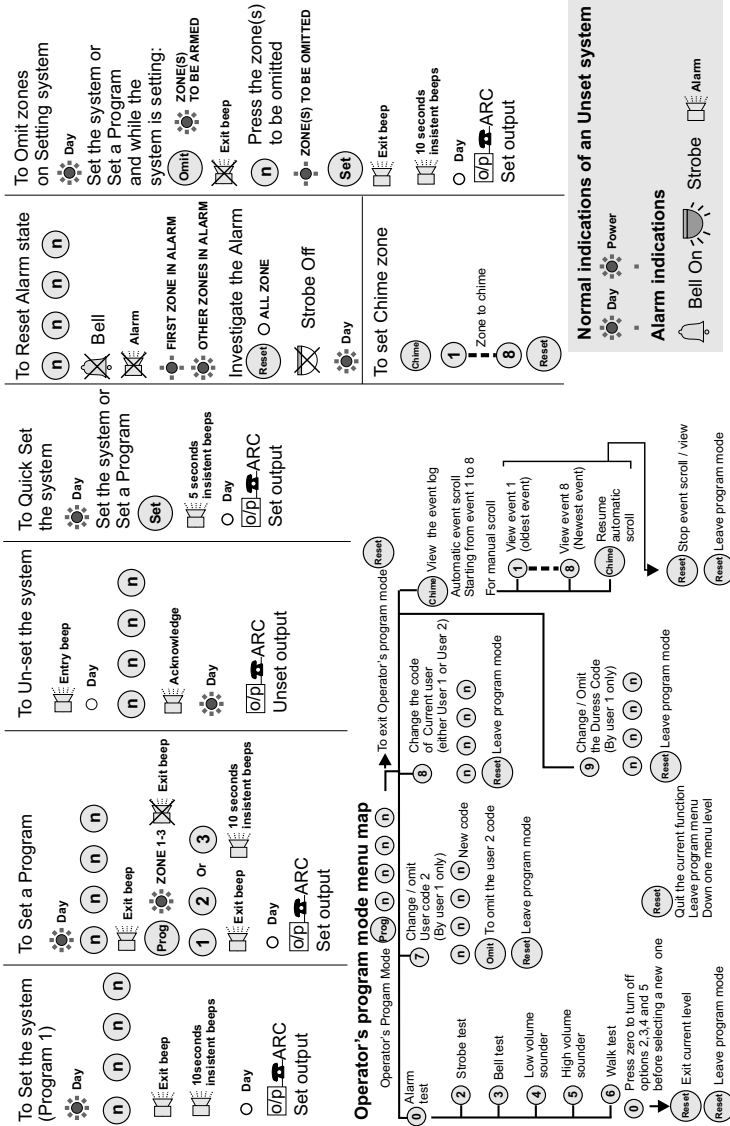 To Set the system
(Program 1)
Day
n n n n
Exit beep
10seconds
insistent beeps
Day
o/p ARC
Set output
To Set a Program
Day
n n n n
Exit beep
Prog ZONE 1-3 Exit beep
1 2 Or 3
Exit beep 10 seconds
insistent beeps
Day
o/p ARC
Set output
To Un-set the system
Entry beep
Day
n n n n
Acknowledge
Day
o/p ARC
Unset output
To Quick Set
the system
Day
Set the system or
Set a Program
Set
5 seconds
insistent beeps
Day
o/p ARC
Set output
To Reset Alarm state
n n n n
Bell
Alarm
FIRST ZONE IN ALARM
OTHER ZONES IN ALARM
Investigate the Alarm
Reset ALL ZONE
Strobe Off
Day
To set Chime zone
Chime
1
Zone to chime
8
Reset
To Omit zones
on Setting system
Day
Set the system or
Set a Program
and while the
system is setting:
Omit ZONE(S)
TO BE ARMED
Exit beep
n Press the zone(s)
to be omitted
ZONE(S) TO BE OMITTED
Set
Exit beep
10 seconds
insistent beeps
Day
o/p ARC
Set output
Operator's program mode menu map
Operator's Progam Mode Prog n n n n
To exit Operator's program mode Reset
0 Alarm
test
2 Strobe test
3 Bell test
4 Low volume
sounder
5 High volume
sounder
6 Walk test
0 Press zero to turn off
options 2,3,4 and 5
before selecting a new one
Reset Exit current level
Reset Leave program mode
7 Change / omit
User code 2
(By user 1 only)
n n n n New code
Omit To omit the user 2 code
Reset Leave program mode
Reset
Quit the current function
Leave program menu
Down one menu level
8 Change the code
of Current user
(either User 1 or User 2)
n n n n
Reset Leave program mode
9 Change / Omit
the Duress Code
(By user 1 only)
n n n n
Reset Leave program mode
Chime View the event log
Automatic event scroll
Starting from event 1 to 8
For manual scroll
1 View event 1
(oldest event)
8 View event 8
(Newest event)
Chime Resume
automatic
scroll
Reset Stop event scroll / view
Reset Leave program mode
Normal indications of an Unset system
Day Power
Alarm indications
Bell On Strobe Alarm